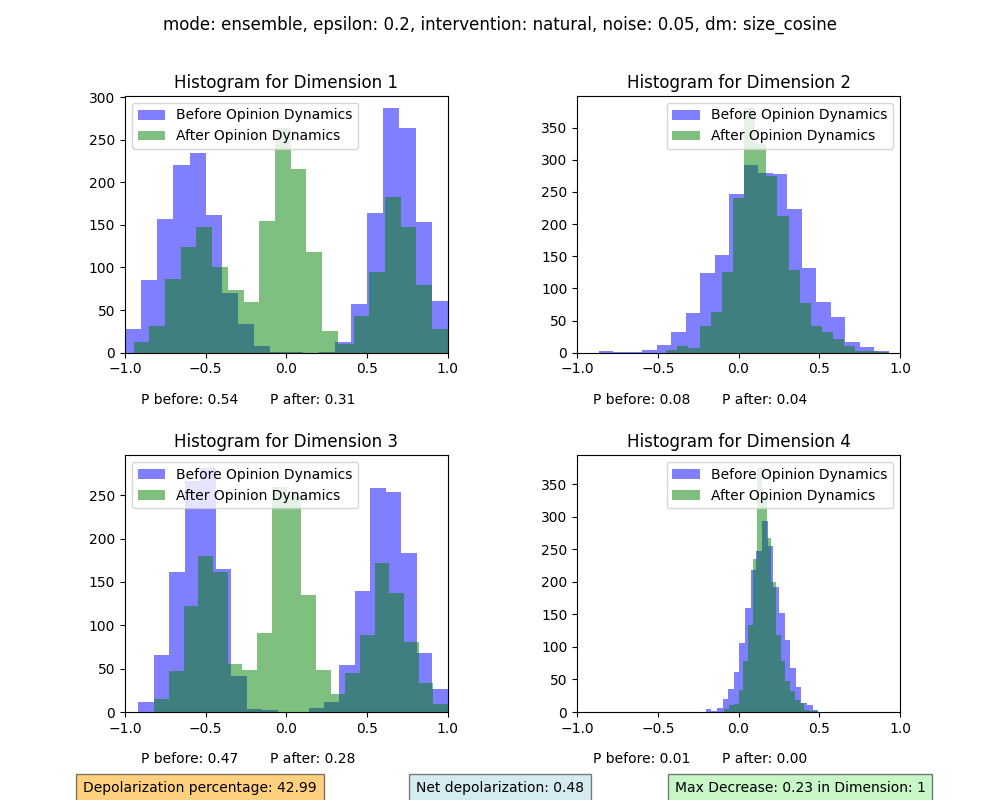 mode: ensemble, epsilon: 0.2, intervention: natural, noise: 0.05, dm: size_cosine
Histogram for Dimension 1
Before Opinion Dynamics
After Opinion Dynamics
300
250
200
150
100
50
0
−1.0 −0.5 0.0 0.5 1.0
P before: 0.54 P after: 0.31
Histogram for Dimension 2
Before Opinion Dynamics
After Opinion Dynamics
350
300
250
200
150
100
50
0
−1.0 −0.5 0.0 0.5 1.0
P before: 0.08 P after: 0.04
Histogram for Dimension 3
Before Opinion Dynamics
After Opinion Dynamics
250
200
150
100
50
0
−1.0 −0.5 0.0 0.5 1.0
P before: 0.47 P after: 0.28
Histogram for Dimension 4
Before Opinion Dynamics
After Opinion Dynamics
350
300
250
200
150
100
50
0
−1.0 −0.5 0.0 0.5 1.0
P before: 0.01 P after: 0.00
Depolarization percentage: 42.99
Net depolarization: 0.48
Max Decrease: 0.23 in Dimension: 1